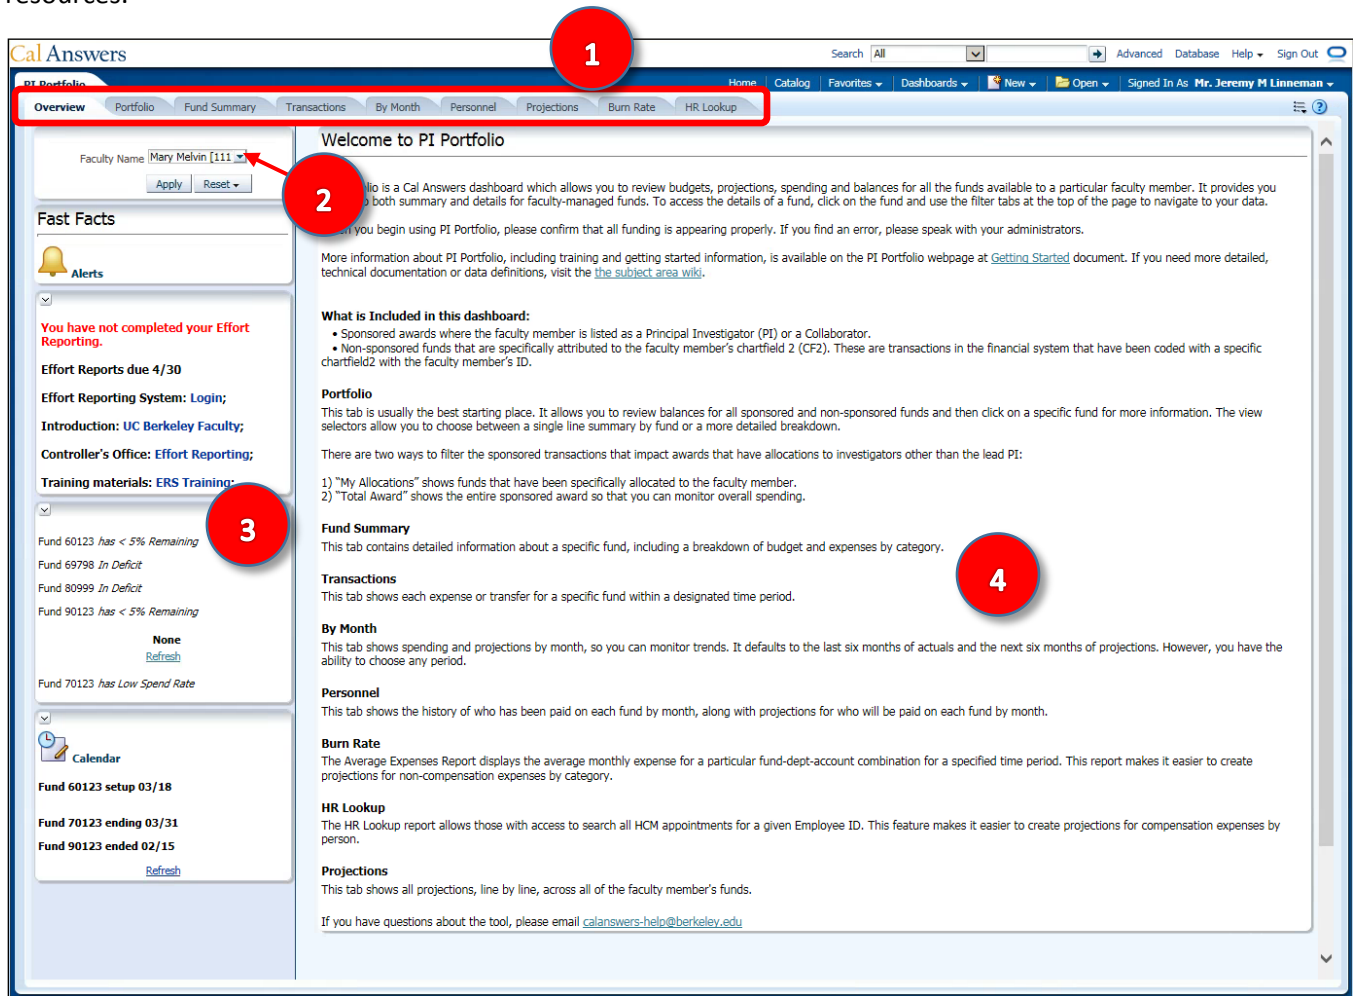 resources.
1
Cal Answers
Search All Advanced Database Help Sign Out
PI Portfolio
Home Catalog Favorites Dashboards New Open Signed In As Mr. Jeremy M Linneman
Overview Portfolio Fund Summary Transactions By Month Personnel Projections Burn Rate HR Lookup
Faculty Name Mary Melvin [111
Apply Reset
2
Fast Facts
Alerts
You have not completed your Effort
Reporting.
Effort Reports due 4/30
Effort Reporting System: Login;
Introduction: UC Berkeley Faculty;
Controller's Office: Effort Reporting;
Training materials: ERS Training;
3
Fund 60123 has < 5% Remaining
Fund 69798 In Deficit
Fund 80999 In Deficit
Fund 90123 has < 5% Remaining
None
Refresh
Fund 70123 has Low Spend Rate
Calendar
Fund 60123 setup 03/18
Fund 70123 ending 03/31
Fund 90123 ended 02/15
Refresh
Welcome to PI Portfolio
is a Cal Answers dashboard which allows you to review budgets, projections, spending and balances for all the funds available to a particular faculty member. It provides you
both summary and details for faculty-managed funds. To access the details of a fund, click on the fund and use the filter tabs at the top of the page to navigate to your data.
you begin using PI Portfolio, please confirm that all funding is appearing properly. If you find an error, please speak with your administrators.
More information about PI Portfolio, including training and getting started information, is available on the PI Portfolio webpage at Getting Started document. If you need more detailed,
technical documentation or data definitions, visit the the subject area wiki.
What is Included in this dashboard:
• Sponsored awards where the faculty member is listed as a Principal Investigator (PI) or a Collaborator.
• Non-sponsored funds that are specifically attributed to the faculty member's chartfield 2 (CF2). These are transactions in the financial system that have been coded with a specific
chartfield2 with the faculty member's ID.
Portfolio
This tab is usually the best starting place. It allows you to review balances for all sponsored and non-sponsored funds and then click on a specific fund for more information. The view
selectors allow you to choose between a single line summary by fund or a more detailed breakdown.
There are two ways to filter the sponsored transactions that impact awards that have allocations to investigators other than the lead PI:
1) "My Allocations" shows funds that have been specifically allocated to the faculty member.
2) "Total Award" shows the entire sponsored award so that you can monitor overall spending.
Fund Summary
This tab contains detailed information about a specific fund, including a breakdown of budget and expenses by category.
4
Transactions
This tab shows each expense or transfer for a specific fund within a designated time period.
By Month
This tab shows spending and projections by month, so you can monitor trends. It defaults to the last six months of actuals and the next six months of projections. However, you have the
ability to choose any period.
Personnel
This tab shows the history of who has been paid on each fund by month, along with projections for who will be paid on each fund by month.
Burn Rate
The Average Expenses Report displays the average monthly expense for a particular fund-dept-account combination for a specified time period. This report makes it easier to create
projections for non-compensation expenses by category.
HR Lookup
The HR Lookup report allows those with access to search all HCM appointments for a given Employee ID. This feature makes it easier to create projections for compensation expenses by
person.
Projections
This tab shows all projections, line by line, across all of the faculty member's funds.
If you have questions about the tool, please email calanswers-help@berkeley.edu